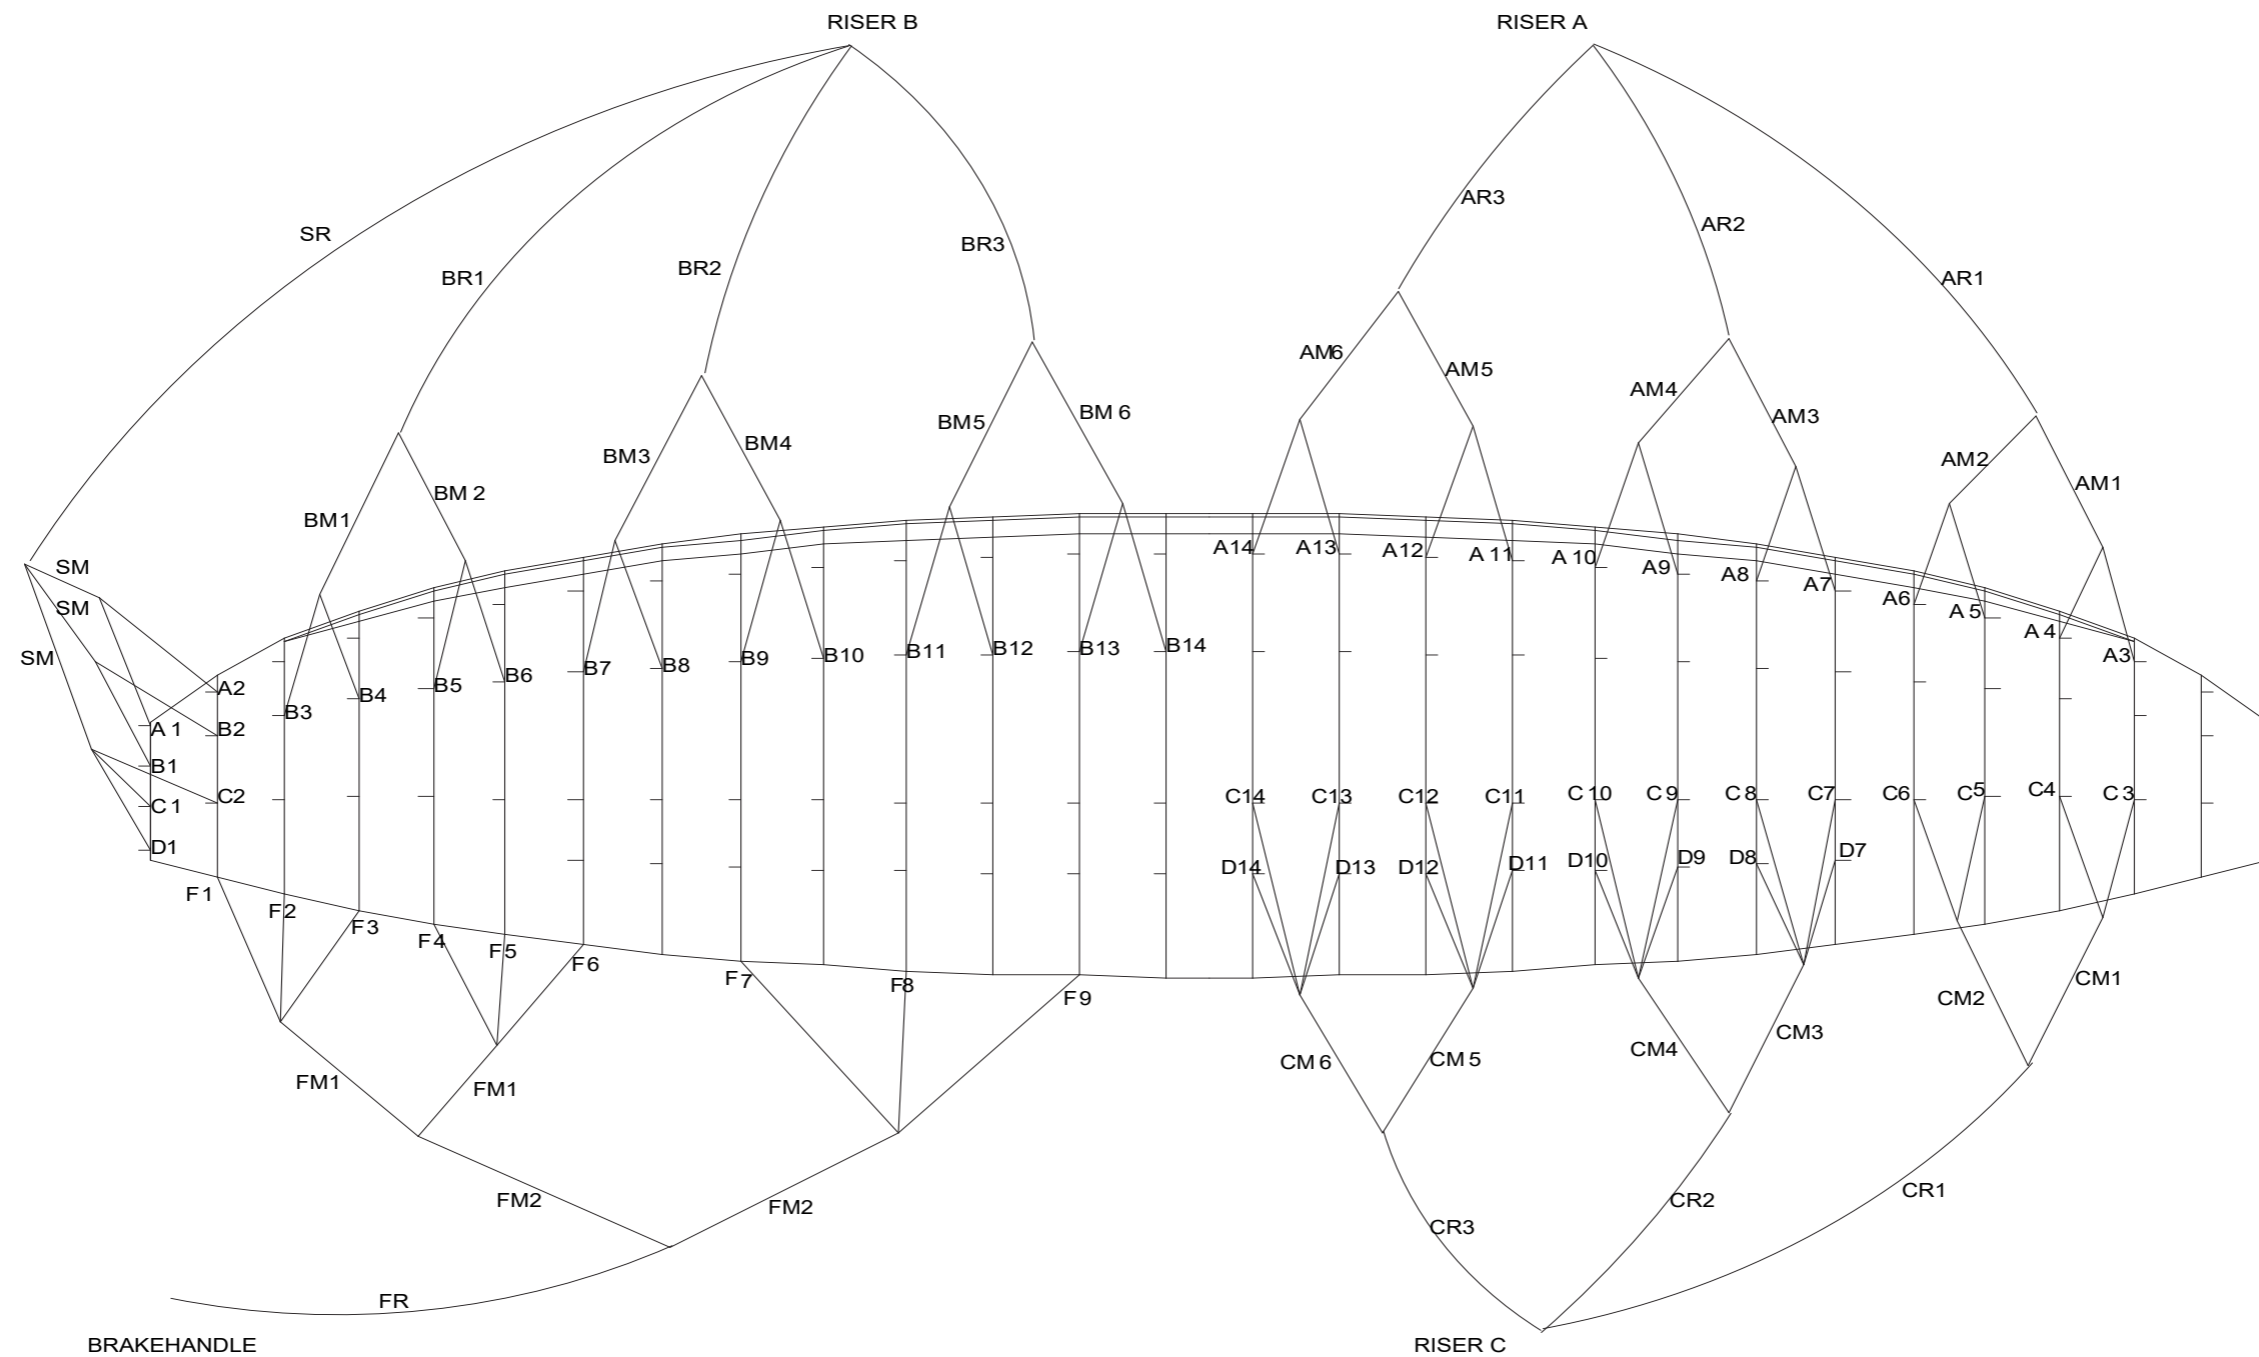 RISER B
RISER A
AR3
AR2
SR
BR3
BR2
BR1
AR1
AM6
AM5
AM4
BM 6
AM3
BM5
BM4
BM3
AM2
AM1
BM 2
BM1
A14
A13
A12
A 11
A 10
A9
A8
A7
A6
A 5
A 4
A3
SM
SM
SM
A2
A 1
B2
B1
B3
B4
B5
B6
B7
B8
B9
B10
B11
B12
B13
B14
C 1
C2
D1
C14
C13
C12
C11
C 10
C 9
C 8
C7
C6
C5
C4
C 3
D14
D13
D12
D11
D10
D9
D8
D7
F1
F2
F3
F4
F5
F6
F7
F8
F9
CM2
CM1
CM 6
CM 5
CM4
CM3
FM1
FM1
FM2
FM2
CR3
CR2
CR1
FR
BRAKEHANDLE
RISER C